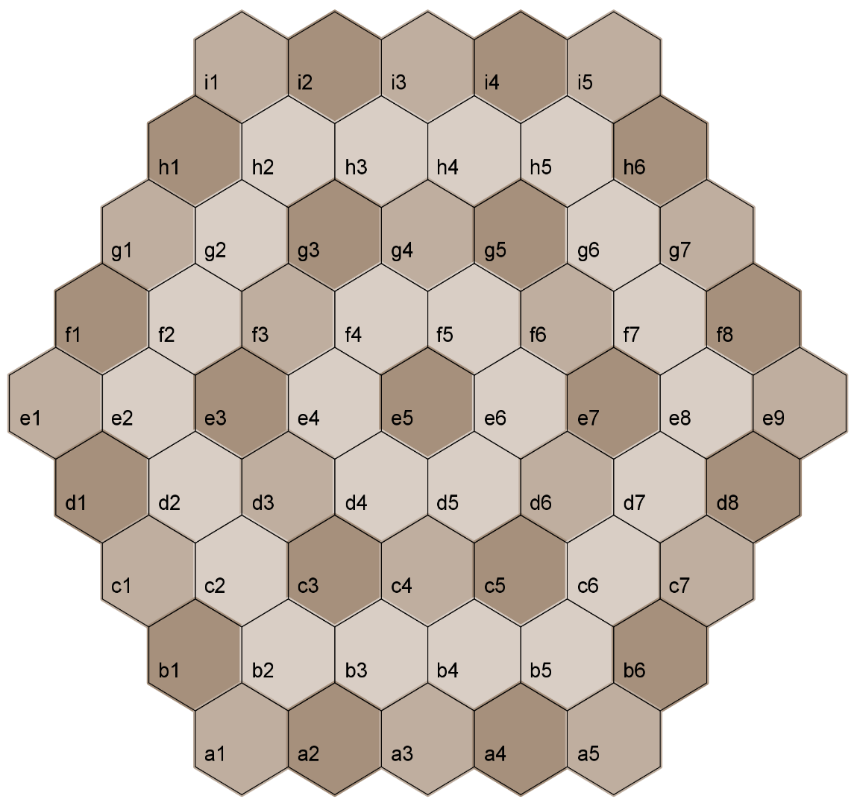 i1 i2 i3 i4 i5
h1 h2 h3 h4 h5 h6
g1 g2 g3 g4 g5 g6 g7
f1 f2 f3 f4 f5 f6 f7 f8
e1 e2 e3 e4 e5 e6 e7 e8 e9
d1 d2 d3 d4 d5 d6 d7 d8
c1 c2 c3 c4 c5 c6 c7
b1 b2 b3 b4 b5 b6
a1 a2 a3 a4 a5